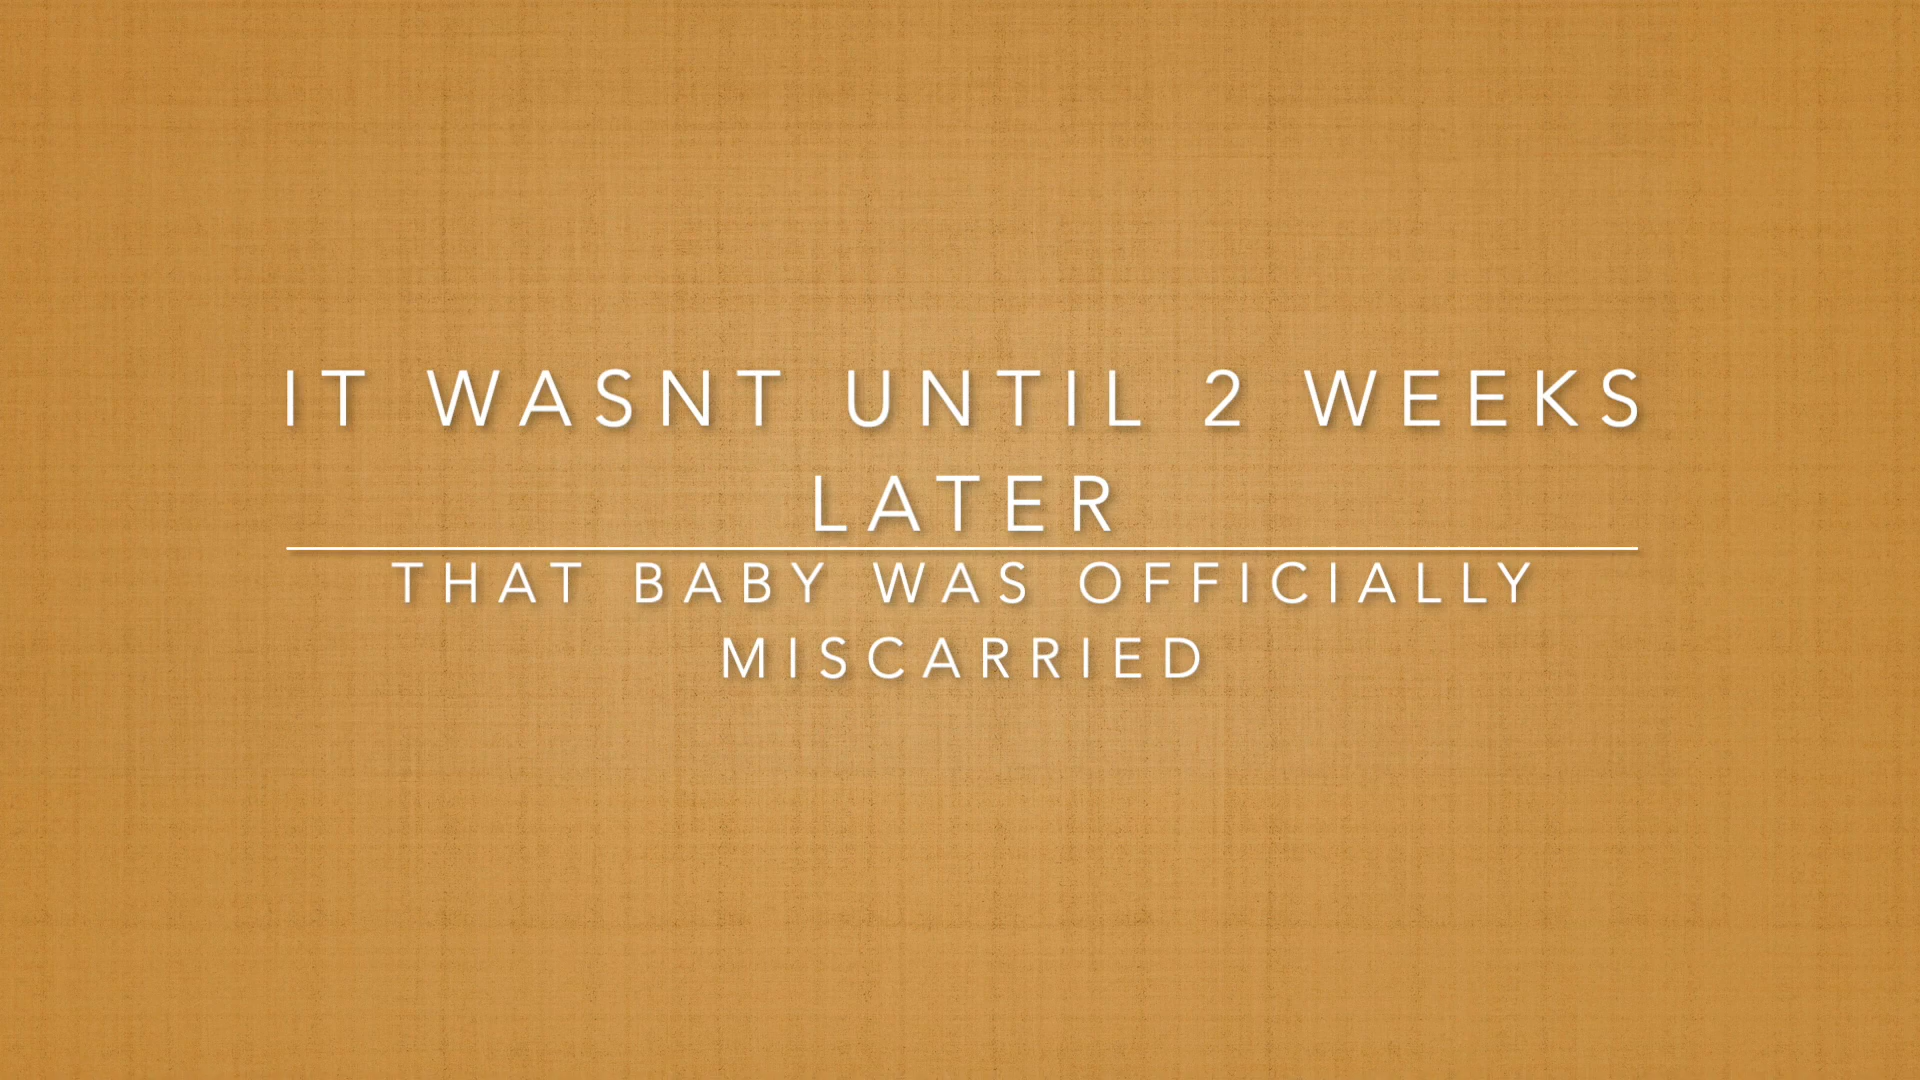 IT WASNT UNTIL 2 WEEKS
LATER
THAT BABY WAS OFFICIALLY
MISCARRIED